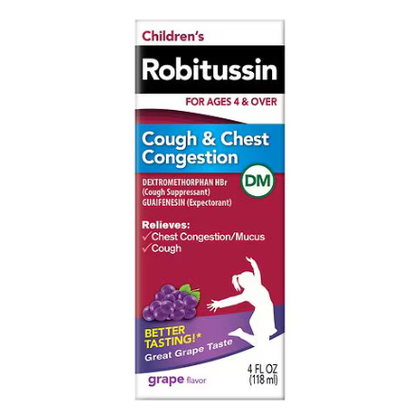 Children's
Robitussin
FOR AGES 4 & OVER
Cough & Chest
Congestion
DM
DEXTROMETHORPHAN HBr
(Cough Suppressant)
GUAIFENESIN (Expectorant)
Relieves:
✓Chest Congestion/Mucus
✓Cough
BETTER
TASTING!*
Great Grape Taste
grape flavor
4 FL OZ
(118 ml)